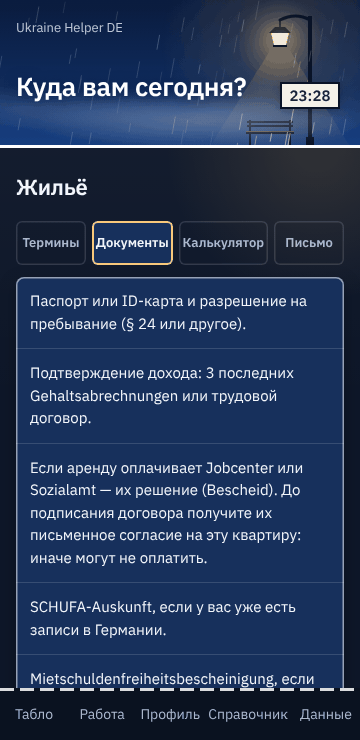 Ukraine Helper DE
Куда вам сегодня?
23:28
Жильё
Термины Документы Калькулятор Письмо
Паспорт или ID-карта и разрешение на
пребывание (§ 24 или другое).
Подтверждение дохода: 3 последних
Gehaltsabrechnungen или трудовой
договор.
Если аренду оплачивает Jobcenter или
Sozialamt — их решение (Bescheid). До
подписания договора получите их
письменное согласие на эту квартиру:
иначе могут не оплатить.
SCHUFA-Auskunft, если у вас уже есть
записи в Германии.
Mietschuldenfreiheitsbescheinigung, если
Табло Работа Профиль Справочник Данные